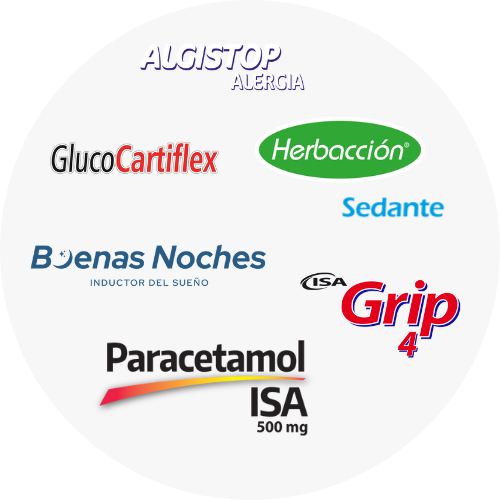 ALGISTOP
ALERGIA
GlucoCartiflex
Herbacción®
Sedante
Buenas Noches
INDUCTOR DEL SUEÑO
ISA
Grip
4
Paracetamol
ISA
500 mg